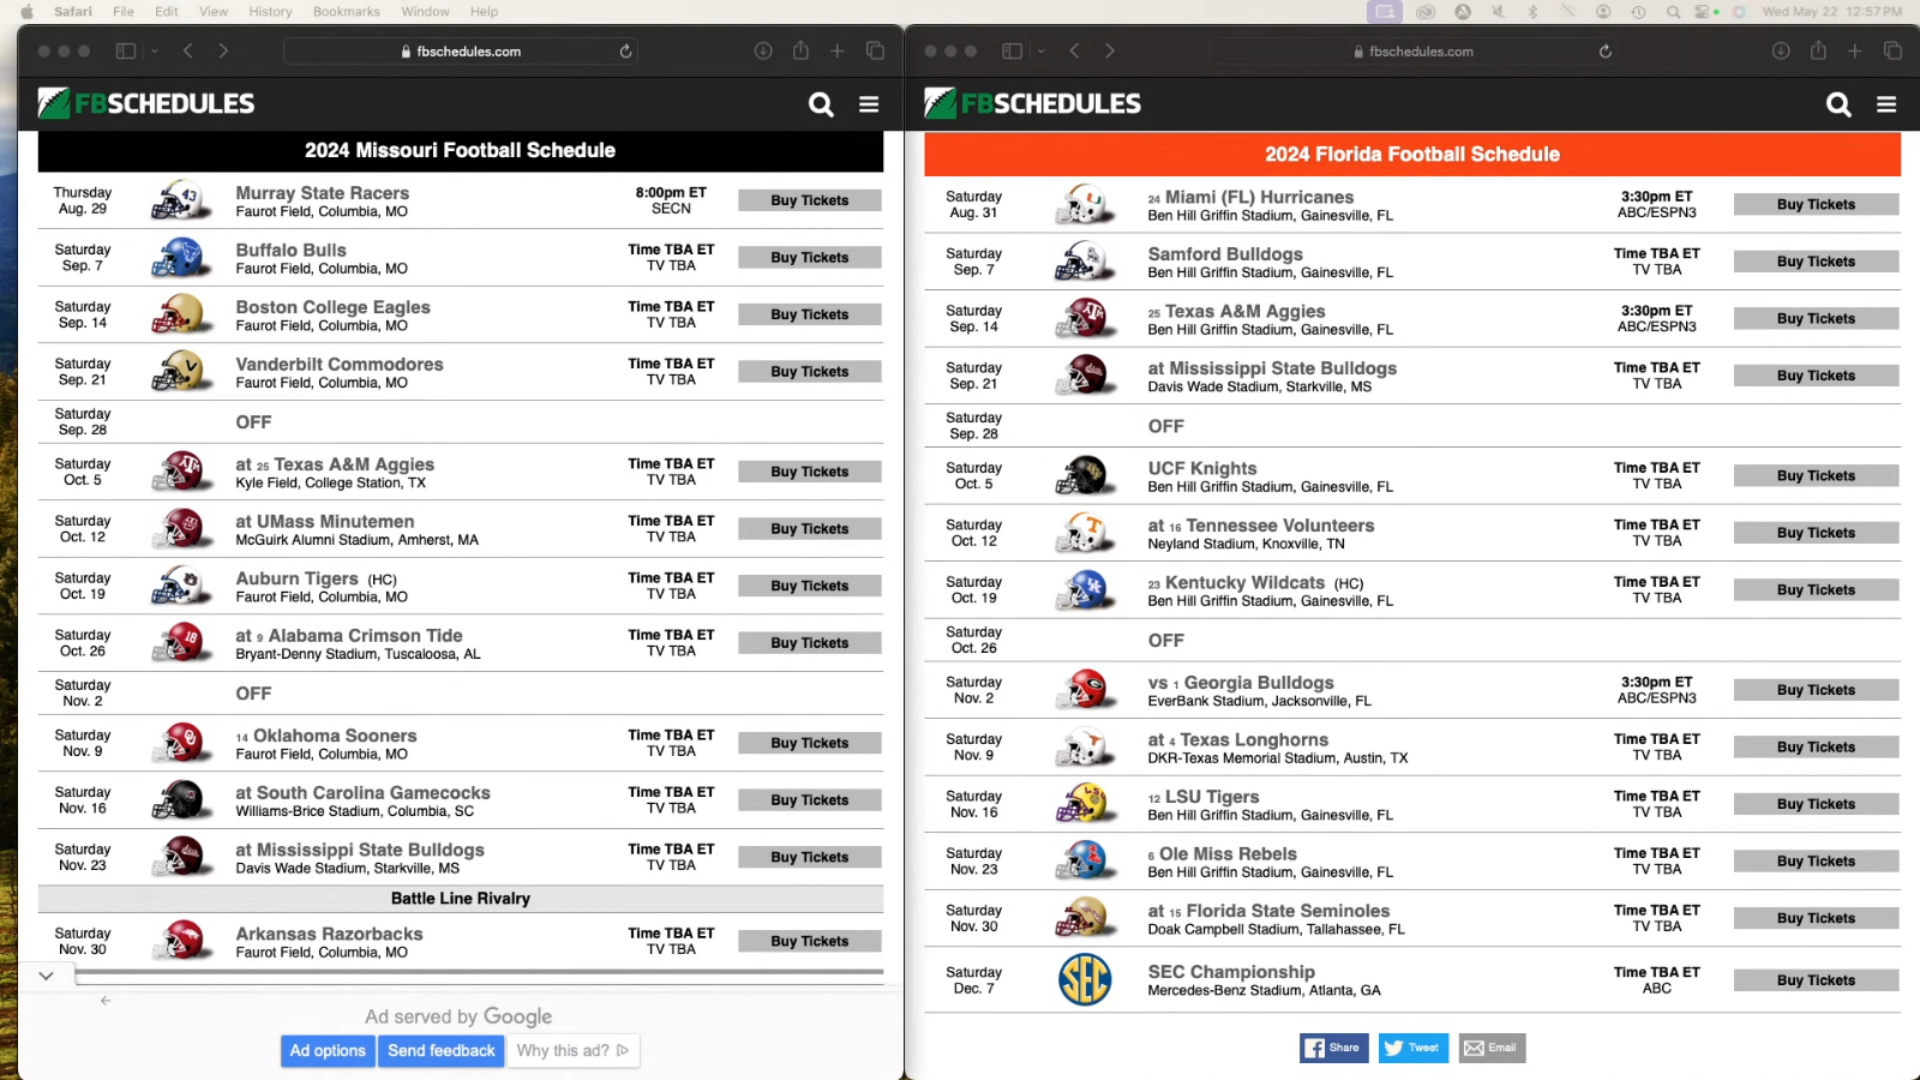 Safari File Edit View History Bookmarks Window Help
Wed May 22 12:57 PM
fbschedules.com
FBSCHEDULES
2024 Missouri Football Schedule
Thursday
Aug. 29
Murray State Racers
Faurot Field, Columbia, MO
8:00pm ET
SECN
Buy Tickets
Saturday
Sep. 7
Buffalo Bulls
Faurot Field, Columbia, MO
Time TBA ET
TV TBA
Buy Tickets
Saturday
Sep. 14
Boston College Eagles
Faurot Field, Columbia, MO
Time TBA ET
TV TBA
Buy Tickets
Saturday
Sep. 21
Vanderbilt Commodores
Faurot Field, Columbia, MO
Time TBA ET
TV TBA
Buy Tickets
Saturday
Sep. 28
OFF
Saturday
Oct. 5
at 25 Texas A&M Aggies
Kyle Field, College Station, TX
Time TBA ET
TV TBA
Buy Tickets
Saturday
Oct. 12
at UMass Minutemen
McGuirk Alumni Stadium, Amherst, MA
Time TBA ET
TV TBA
Buy Tickets
Saturday
Oct. 19
Auburn Tigers (HC)
Faurot Field, Columbia, MO
Time TBA ET
TV TBA
Buy Tickets
Saturday
Oct. 26
at 9 Alabama Crimson Tide
Bryant-Denny Stadium, Tuscaloosa, AL
Time TBA ET
TV TBA
Buy Tickets
Saturday
Nov. 2
OFF
Saturday
Nov. 9
14 Oklahoma Sooners
Faurot Field, Columbia, MO
Time TBA ET
TV TBA
Buy Tickets
Saturday
Nov. 16
at South Carolina Gamecocks
Williams-Brice Stadium, Columbia, SC
Time TBA ET
TV TBA
Buy Tickets
Saturday
Nov. 23
at Mississippi State Bulldogs
Davis Wade Stadium, Starkville, MS
Time TBA ET
TV TBA
Buy Tickets
Battle Line Rivalry
Saturday
Nov. 30
Arkansas Razorbacks
Faurot Field, Columbia, MO
Time TBA ET
TV TBA
Buy Tickets
Ad served by Google
Ad options
Send feedback
Why this ad?
fbschedules.com
FBSCHEDULES
2024 Florida Football Schedule
Saturday
Aug. 31
24 Miami (FL) Hurricanes
Ben Hill Griffin Stadium, Gainesville, FL
3:30pm ET
ABC/ESPN3
Buy Tickets
Saturday
Sep. 7
Samford Bulldogs
Ben Hill Griffin Stadium, Gainesville, FL
Time TBA ET
TV TBA
Buy Tickets
Saturday
Sep. 14
25 Texas A&M Aggies
Ben Hill Griffin Stadium, Gainesville, FL
3:30pm ET
ABC/ESPN3
Buy Tickets
Saturday
Sep. 21
at Mississippi State Bulldogs
Davis Wade Stadium, Starkville, MS
Time TBA ET
TV TBA
Buy Tickets
Saturday
Sep. 28
OFF
Saturday
Oct. 5
UCF Knights
Ben Hill Griffin Stadium, Gainesville, FL
Time TBA ET
TV TBA
Buy Tickets
Saturday
Oct. 12
at 16 Tennessee Volunteers
Neyland Stadium, Knoxville, TN
Time TBA ET
TV TBA
Buy Tickets
Saturday
Oct. 19
23 Kentucky Wildcats (HC)
Ben Hill Griffin Stadium, Gainesville, FL
Time TBA ET
TV TBA
Buy Tickets
Saturday
Oct. 26
OFF
Saturday
Nov. 2
vs 1 Georgia Bulldogs
EverBank Stadium, Jacksonville, FL
3:30pm ET
ABC/ESPN3
Buy Tickets
Saturday
Nov. 9
at 4 Texas Longhorns
DKR-Texas Memorial Stadium, Austin, TX
Time TBA ET
TV TBA
Buy Tickets
Saturday
Nov. 16
12 LSU Tigers
Ben Hill Griffin Stadium, Gainesville, FL
Time TBA ET
TV TBA
Buy Tickets
Saturday
Nov. 23
6 Ole Miss Rebels
Ben Hill Griffin Stadium, Gainesville, FL
Time TBA ET
TV TBA
Buy Tickets
Saturday
Nov. 30
at 15 Florida State Seminoles
Doak Campbell Stadium, Tallahassee, FL
Time TBA ET
TV TBA
Buy Tickets
Saturday
Dec. 7
SEC
SEC Championship
Mercedes-Benz Stadium, Atlanta, GA
Time TBA ET
ABC
Buy Tickets
Share
Tweet
Email